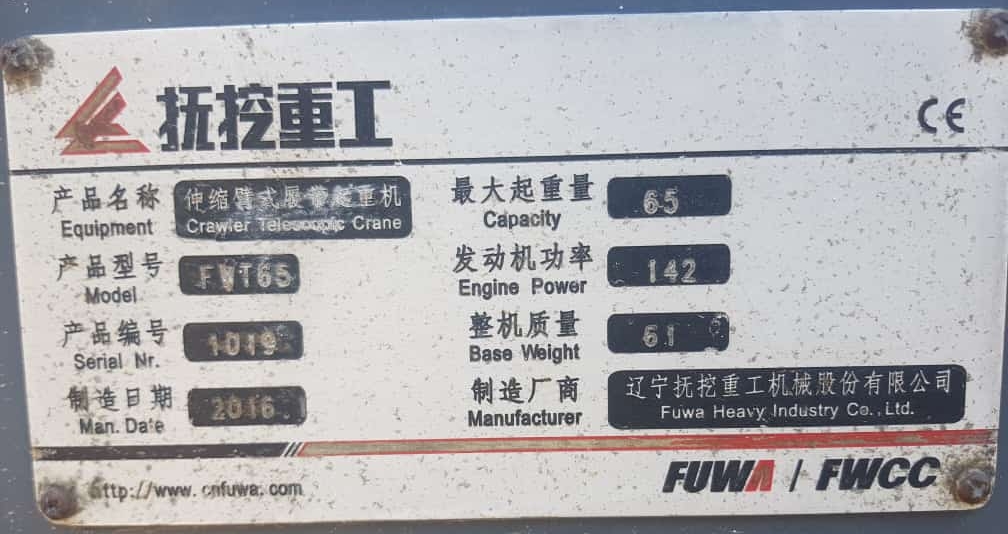 抚挖重工
CE
产品名称 伸缩臂式履带起重机
Equipment Crawler Telescopic Crane
最大起重量 65
Capacity
产品型号 FWT65
Model
发动机功率 142
Engine Power
产品编号 1019
Serial Nr.
整机质量 61
Base Weight
制造日期 2016
Man. Date
制造厂商 辽宁抚挖重工机械股份有限公司
Manufacturer Fuwa Heavy Industry Co., Ltd.
http://www.cnfuwa.com
FUWA / FWCC